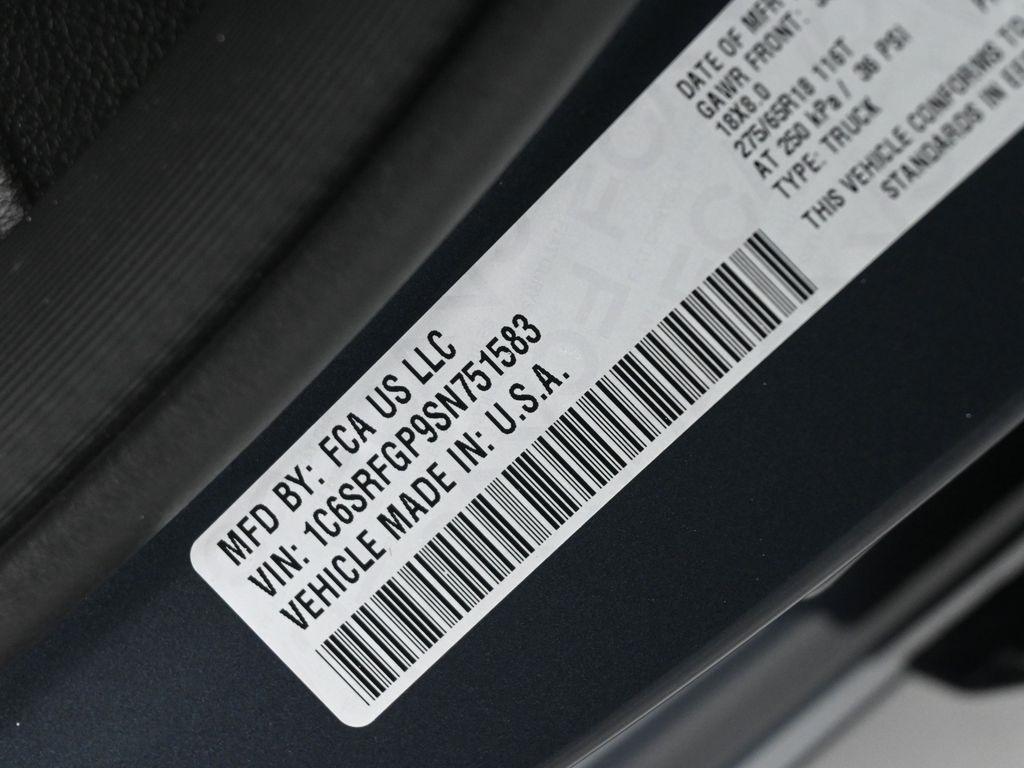 MFD BY: FCA US LLC
VIN: 1C6SRFGP9SN751583
VEHICLE MADE IN: U.S.A.
DATE OF MFR
GAWR FRONT:
18X8.0
275/65R18 116T
AT 250 kPa / 36 PSI
TYPE: TRUCK
THIS VEHICLE CONFORMS TO
STANDARDS IN